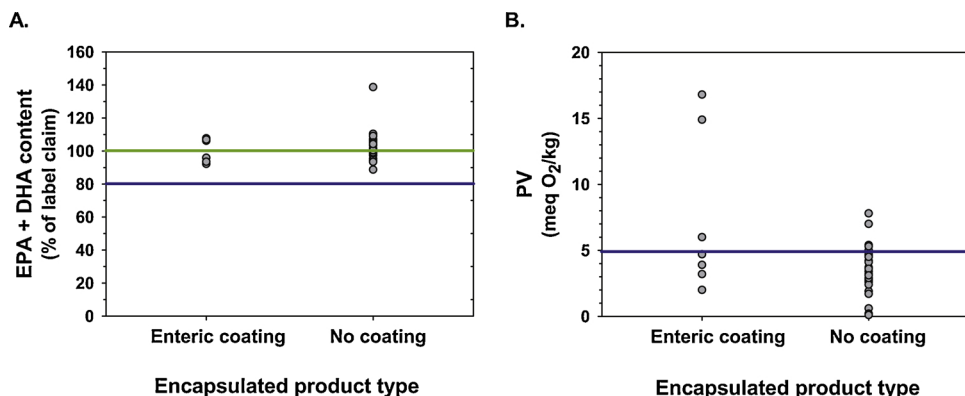 A.
EPA + DHA content
(% of label claim)
160
140
120
100
80
60
40
20
0
Enteric coating No coating
Encapsulated product type
B.
PV
(meq O2/kg)
20
15
10
5
0
Enteric coating No coating
Encapsulated product type